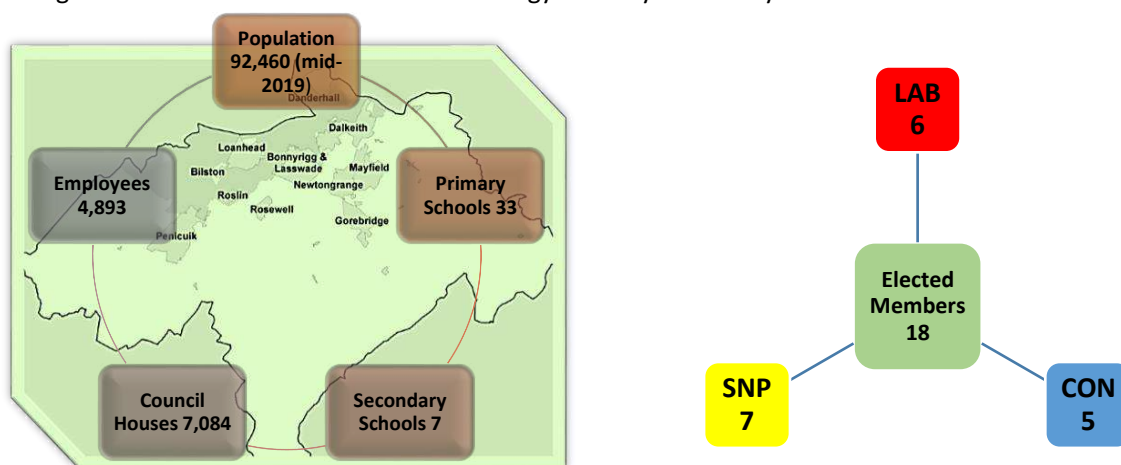 Population
92,460 (mid-
2019)
Danderhall
Dalkeith
Loanhead
Bonnyrigg &
Lasswade
Mayfield
Bilston
Newtongrange
Roslin
Rosewell
Gorebridge
Penicuik
Employees
4,893
Primary
Schools 33
Council
Houses 7,084
Secondary
Schools 7
LAB
6
Elected
Members
18
SNP
7
CON
5